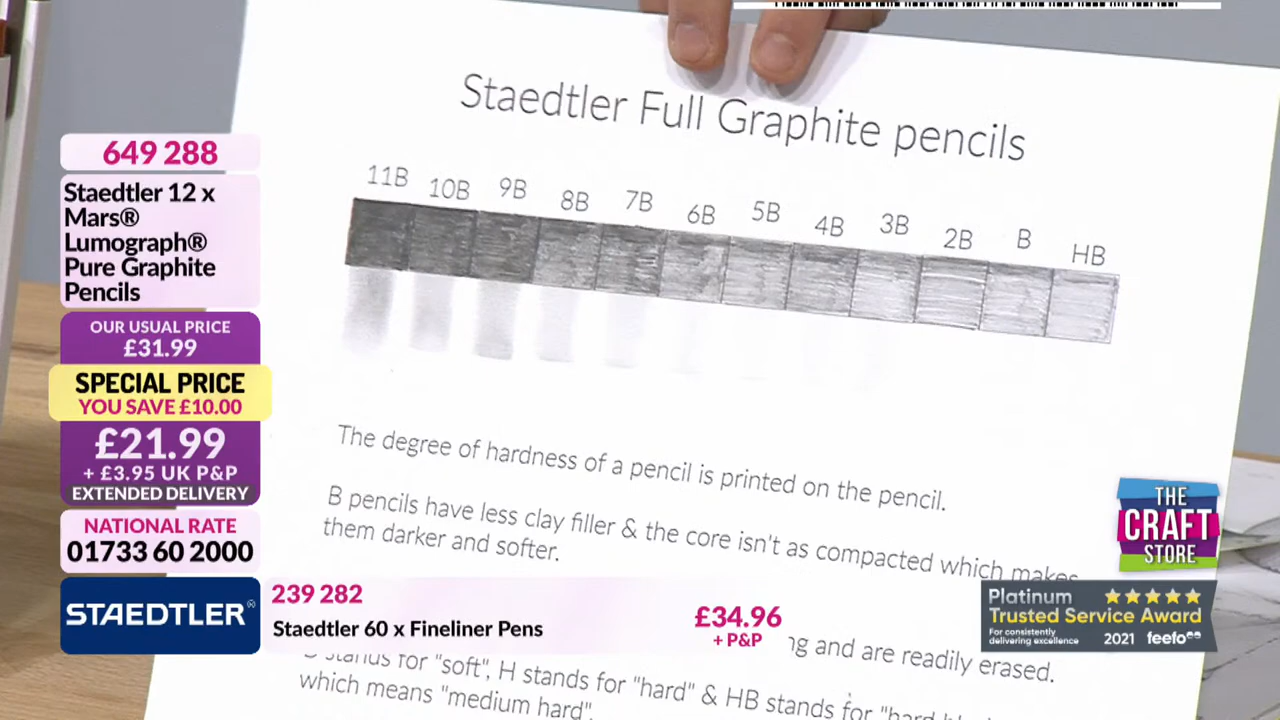 Staedtler Full Graphite pencils
11B 10B 9B 8B 7B 6B 5B 4B 3B 2B B HB
The degree of hardness of a pencil is printed on the pencil.
B pencils have less clay filler & the core isn't as compacted which makes
them darker and softer.
and are readily erased.
stands for "soft", H stands for "hard" & HB stands for "hard
which means "medium hard".
649 288
Staedtler 12 x
Mars®
Lumograph®
Pure Graphite
Pencils
OUR USUAL PRICE
£31.99
SPECIAL PRICE
YOU SAVE £10.00
£21.99
+ £3.95 UK P&P
EXTENDED DELIVERY
NATIONAL RATE
01733 60 2000
STAEDTLER®
239 282
Staedtler 60 x Fineliner Pens
£34.96
+ P&P
THE
CRAFT
STORE
Platinum
Trusted Service Award
For consistently
delivering excellence
2021 feefo